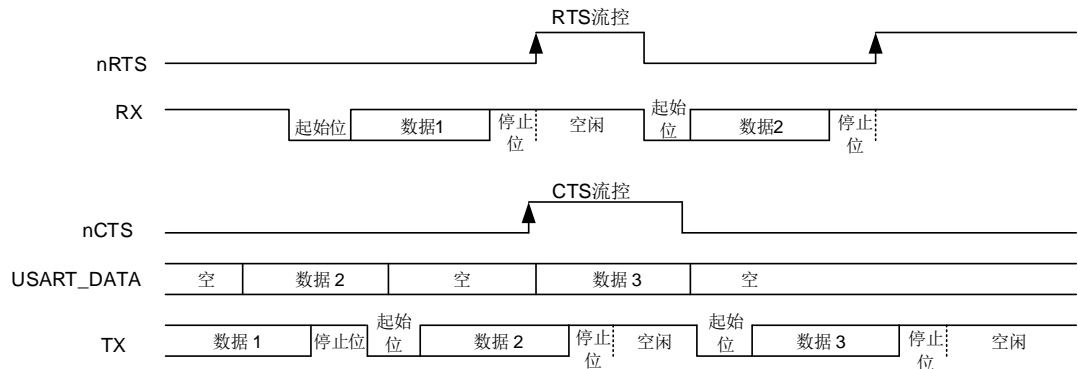 RTS流控
nRTS
RX
起始位
数据1
停止
位
空闲
起始
位
数据2
停止
位
CTS流控
nCTS
USART_DATA
空
数据 2
空
数据 3
空
TX
数据 1
停止位
起始
位
数据 2
停止
位
空闲
起始
位
数据 3
停止
位
空闲